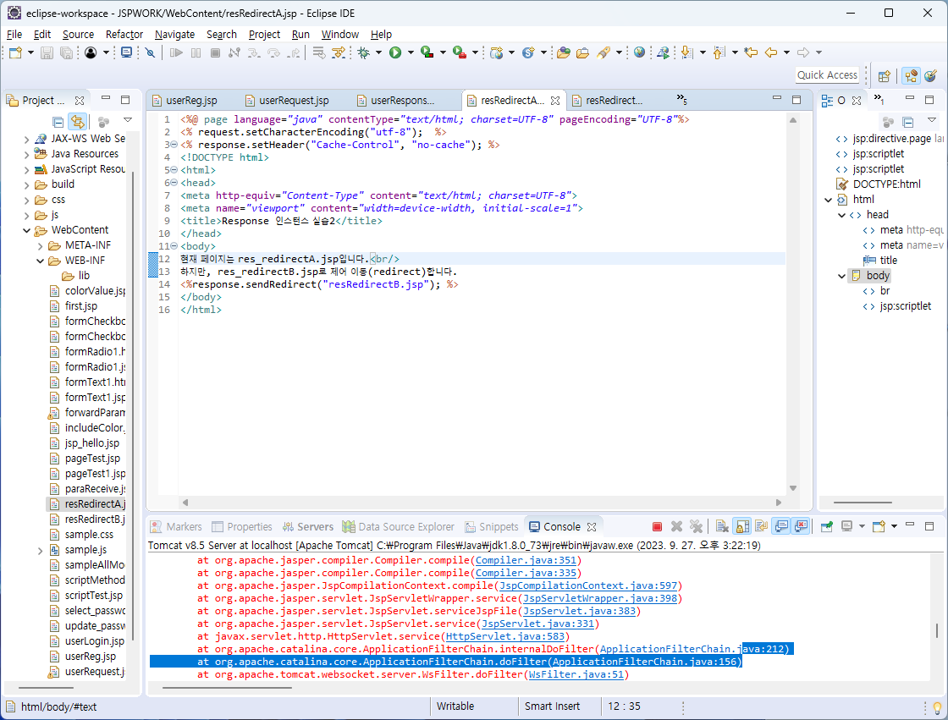 eclipse-workspace - JSPWORK/WebContent/resRedirectA.jsp - Eclipse IDE
File Edit Source Refactor Navigate Search Project Run Window Help
Quick Access
Project ...
JAX-WS Web Se
Java Resources
JavaScript Resou
build
css
js
WebContent
META-INF
WEB-INF
lib
colorValue.jsp
first.jsp
formCheckbo
formCheckbo
formRadio1.h
formRadio1.js
formText1.htm
formText1.jsp
forwardParam
includeColor.
jsp_hello.jsp
pageTest.jsp
pageTest1.jsp
paraReceive.js
resRedirectA.j
resRedirectB.j
sample.css
sample.js
sampleAllMo
scriptMethod
scriptTest.jsp
select_passwo
update_passw
userLogin.jsp
userReg.jsp
userRequest.j
userReg.jsp userRequest.jsp userRespons... resRedirectA... resRedirect... »5
1 <%@ page language="java" contentType="text/html; charset=UTF-8" pageEncoding="UTF-8"%>
2 <% request.setCharacterEncoding("utf-8");  %>
3 <% response.setHeader("Cache-Control", "no-cache"); %>
4 <!DOCTYPE html>
5 <html>
6 <head>
7 <meta http-equiv="Content-Type" content="text/html; charset=UTF-8">
8 <meta name="viewport" content="width=device-width, initial-scale=1">
9 <title>Response 인스턴스 실습2</title>
10 </head>
11 <body>
12 현재 페이지는 res_redirectA.jsp입니다.<br/>
13 하지만, res_redirectB.jsp로 제어 이동(redirect)합니다.
14 <%response.sendRedirect("resRedirectB.jsp"); %>
15 </body>
16 </html>
O »1
jsp:directive.page lan
jsp:scriptlet
jsp:scriptlet
DOCTYPE:html
html
head
meta http-equ
meta name=v
title
body
br
jsp:scriptlet
Markers Properties Servers Data Source Explorer Snippets Console
Tomcat v8.5 Server at localhost [Apache Tomcat] C:₩Program Files₩Java₩jdk1.8.0_73₩jre₩bin₩javaw.exe (2023. 9. 27. 오후 3:22:19)
at org.apache.jasper.compiler.Compiler.compile(Compiler.java:351)
at org.apache.jasper.compiler.Compiler.compile(Compiler.java:335)
at org.apache.jasper.JspCompilationContext.compile(JspCompilationContext.java:597)
at org.apache.jasper.servlet.JspServletWrapper.service(JspServletWrapper.java:398)
at org.apache.jasper.servlet.JspServlet.serviceJspFile(JspServlet.java:383)
at org.apache.jasper.servlet.JspServlet.service(JspServlet.java:331)
at javax.servlet.http.HttpServlet.service(HttpServlet.java:583)
at org.apache.catalina.core.ApplicationFilterChain.internalDoFilter(ApplicationFilterChain.java:212)
at org.apache.catalina.core.ApplicationFilterChain.doFilter(ApplicationFilterChain.java:156)
at org.apache.tomcat.websocket.server.WsFilter.doFilter(WsFilter.java:51)
html/body/#text Writable Smart Insert 12 : 35